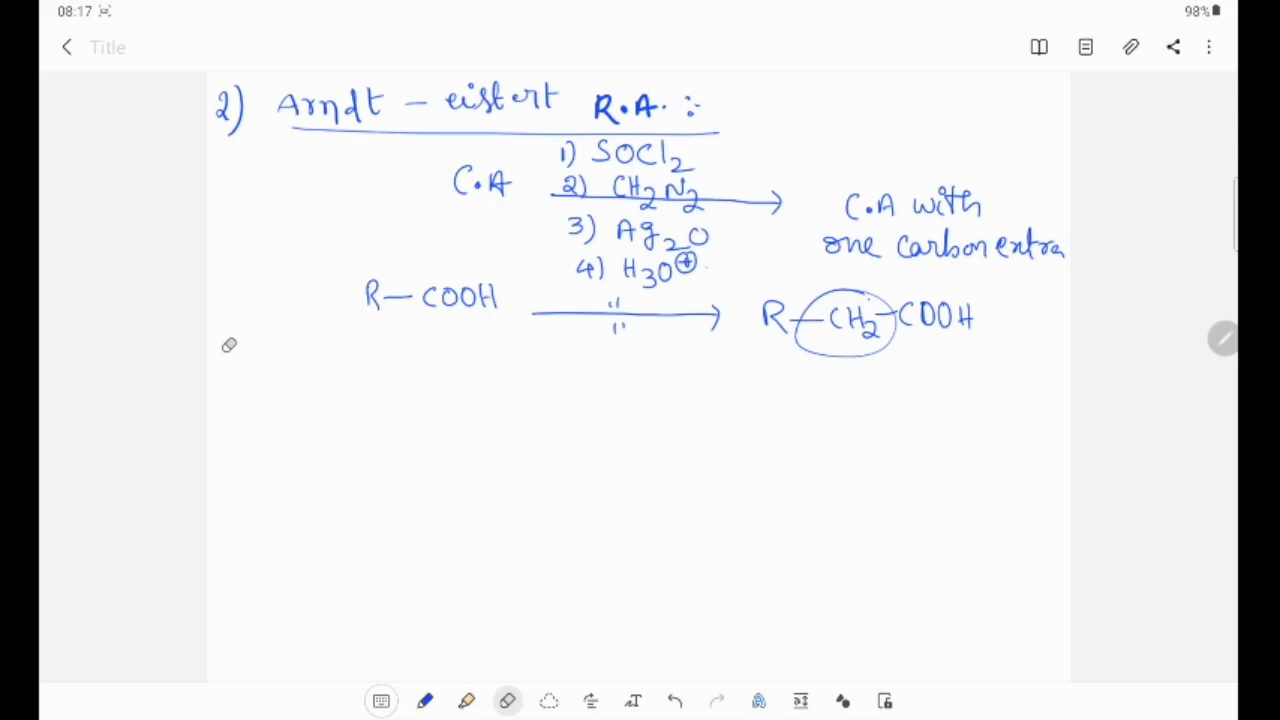 08:17
98%
Title
2) Arndt - eistert R.A. :-
1) SOCl2
C.A 2) CH2N2
C.A with
3) Ag2O
one carbon extra
4) H3O⊕
R-COOH " R-CH2-COOH
"